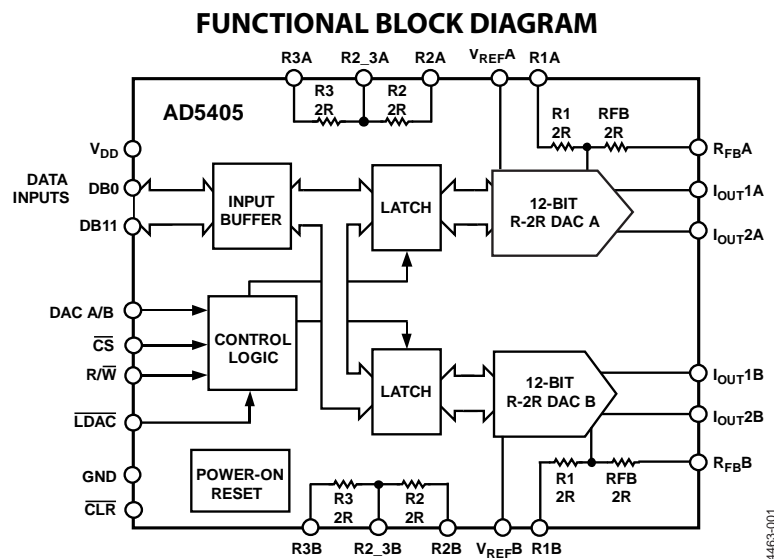 FUNCTIONAL BLOCK DIAGRAM
R3A R2_3A R2A VREFA R1A
AD5405
R3
2R
R2
2R
R1
2R
RFB
2R
VDD
RFBA
DATA
INPUTS
DB0
DB11
INPUT
BUFFER
LATCH
12-BIT
R-2R DAC A
IOUT1A
IOUT2A
DAC A/B
CS
R/W
LDAC
CONTROL
LOGIC
LATCH
12-BIT
R-2R DAC B
IOUT1B
IOUT2B
GND
CLR
POWER-ON
RESET
R3
2R
R2
2R
R1
2R
RFB
2R
RFBB
R3B R2_3B R2B VREFB R1B
4463-001